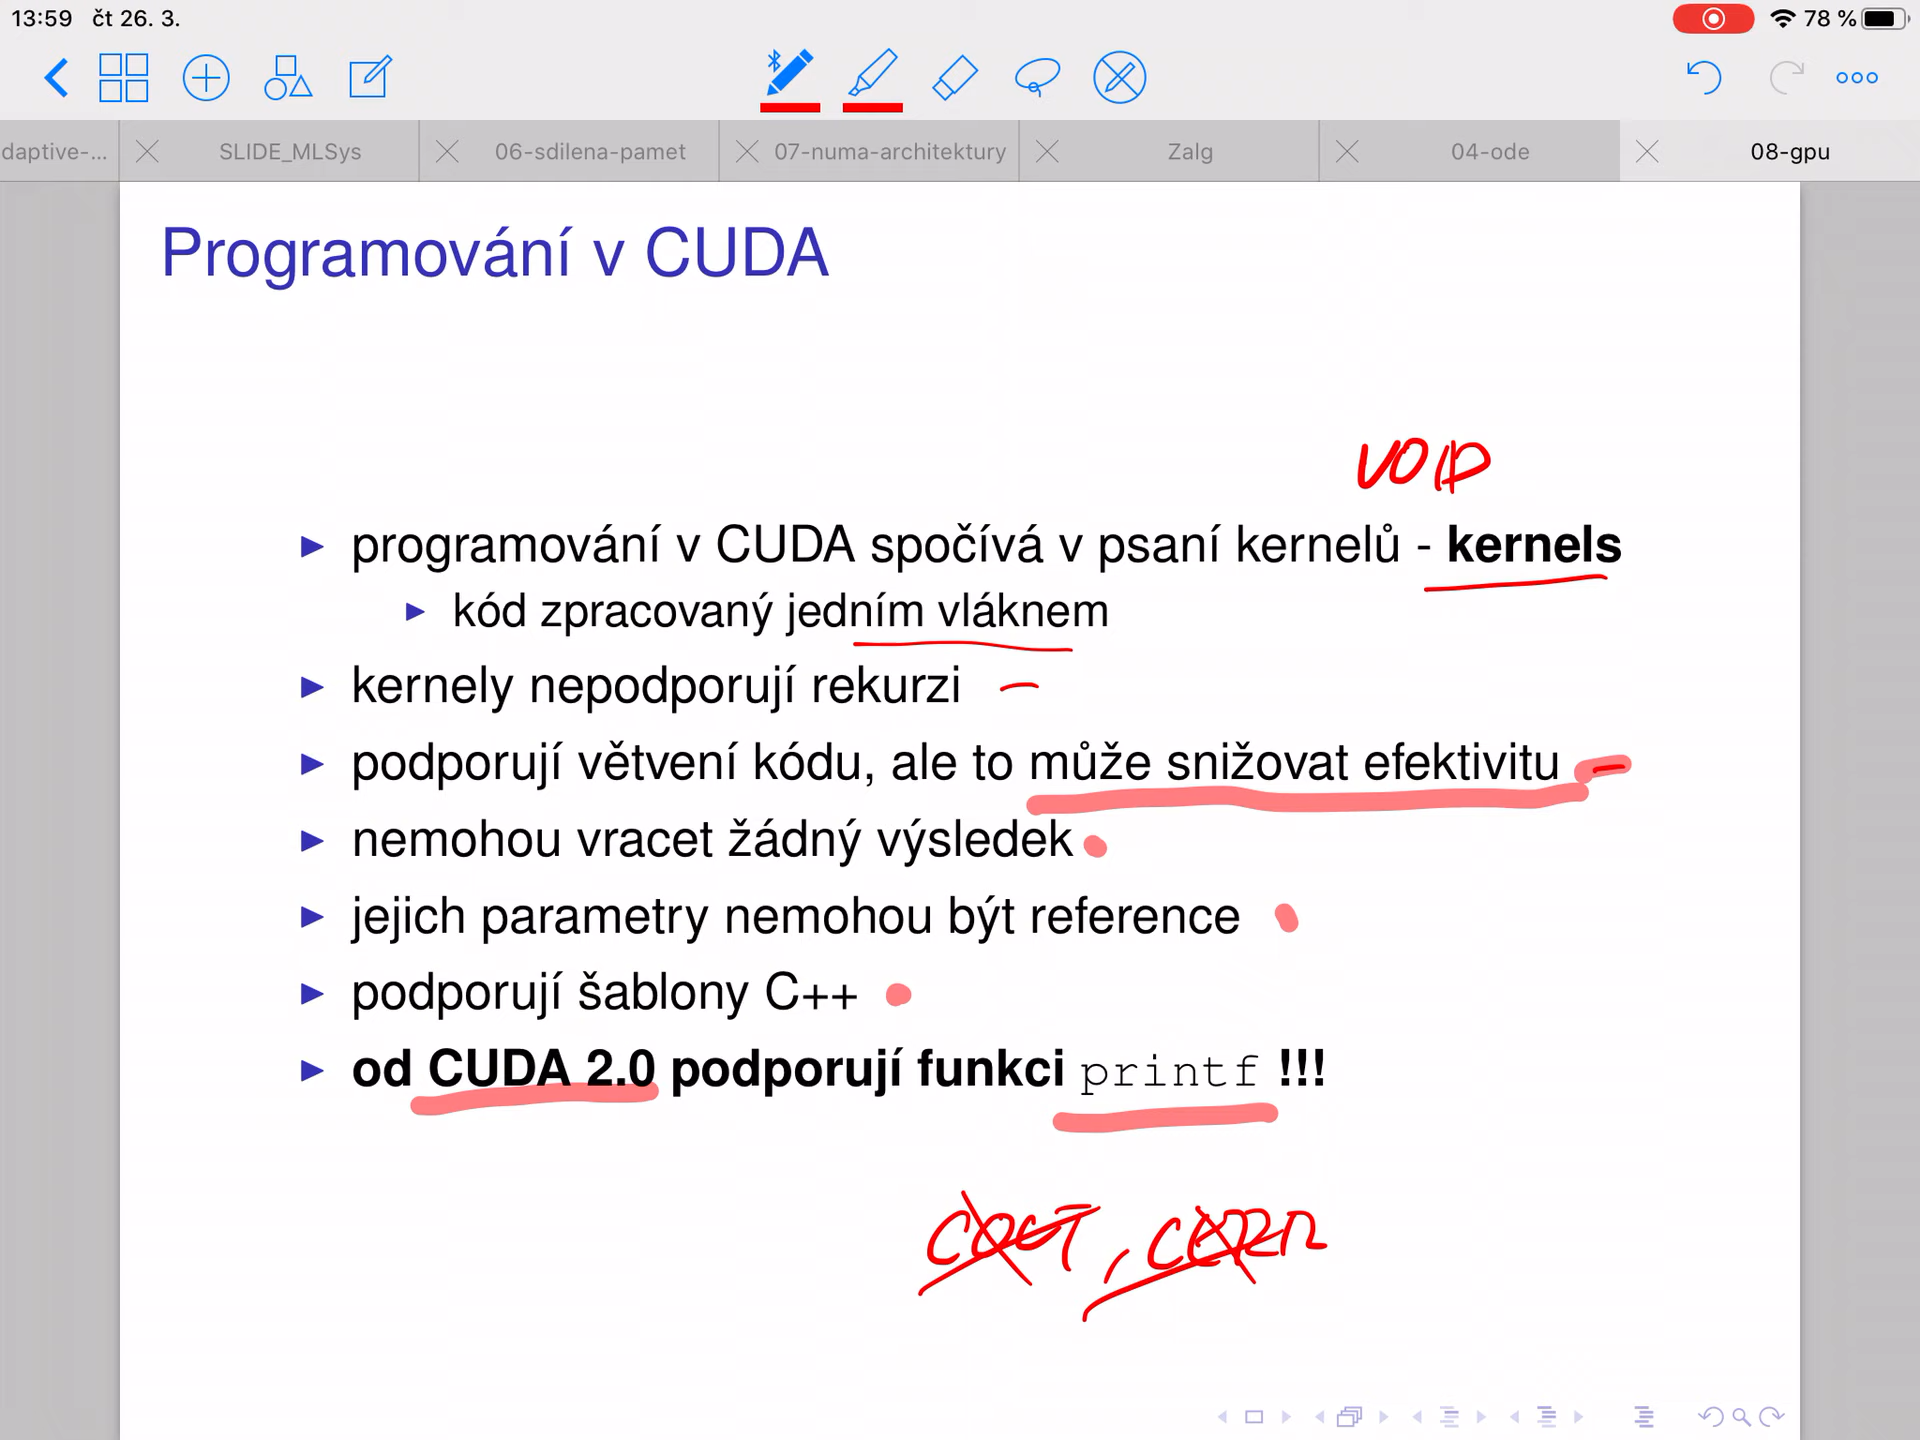 13:59 čt 26. 3. 78 %
daptive-... SLIDE_MLSys 06-sdilena-pamet 07-numa-architektury Zalg 04-ode 08-gpu
Programování v CUDA
VOID
programování v CUDA spočívá v psaní kernelů - kernels
kód zpracovaný jedním vláknem
kernely nepodporují rekurzi
podporují větvení kódu, ale to může snižovat efektivitu
nemohou vracet žádný výsledek
jejich parametry nemohou být reference
podporují šablony C++
od CUDA 2.0 podporují funkci printf !!!
COUT, CERR